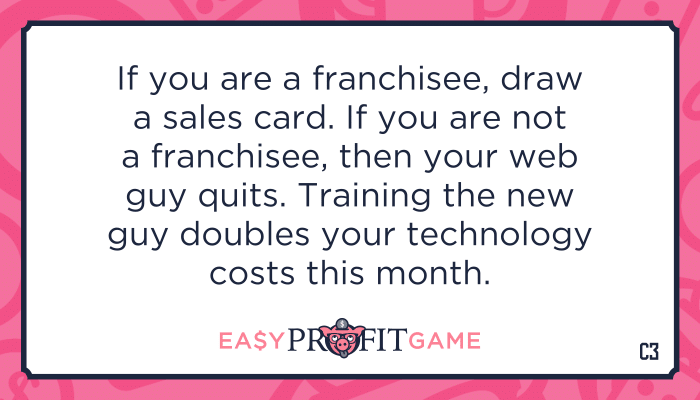 If you are a franchisee, draw
a sales card. If you are not
a franchisee, then your web
guy quits. Training the new
guy doubles your technology
costs this month.
EA$YPROFITGAME
C3